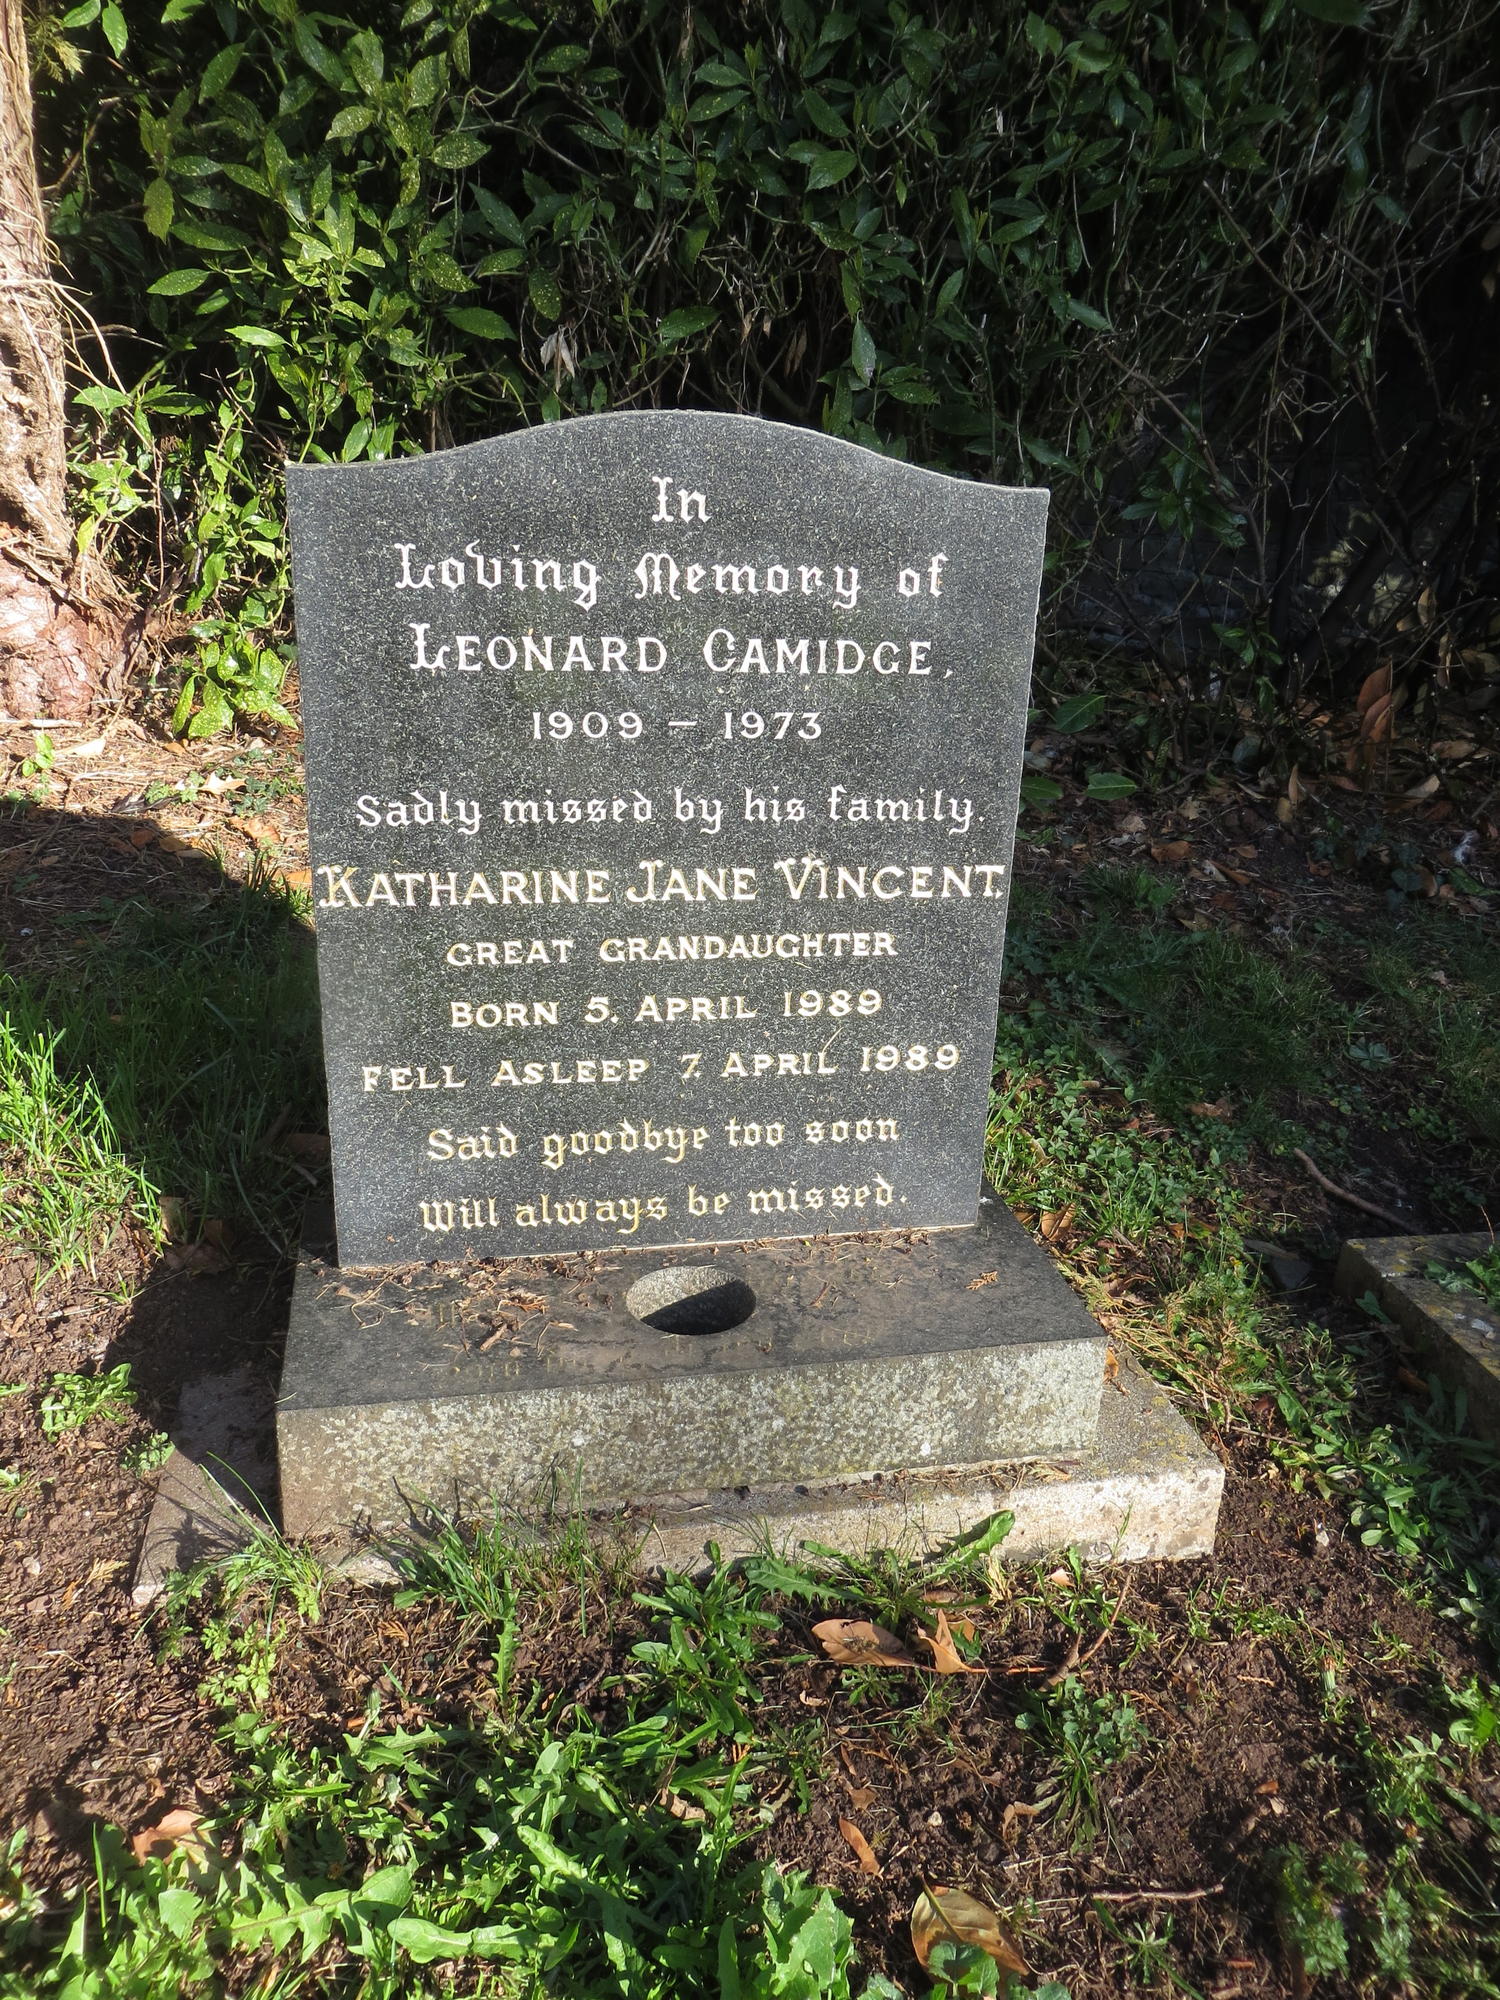 In
Loving Memory of
LEONARD CAMIDGE,
1909 – 1973
Sadly missed by his family.
KATHARINE JANE VINCENT.
GREAT GRANDAUGHTER
BORN 5. APRIL 1989
FELL ASLEEP 7. APRIL 1989
Said goodbye too soon
Will always be missed.